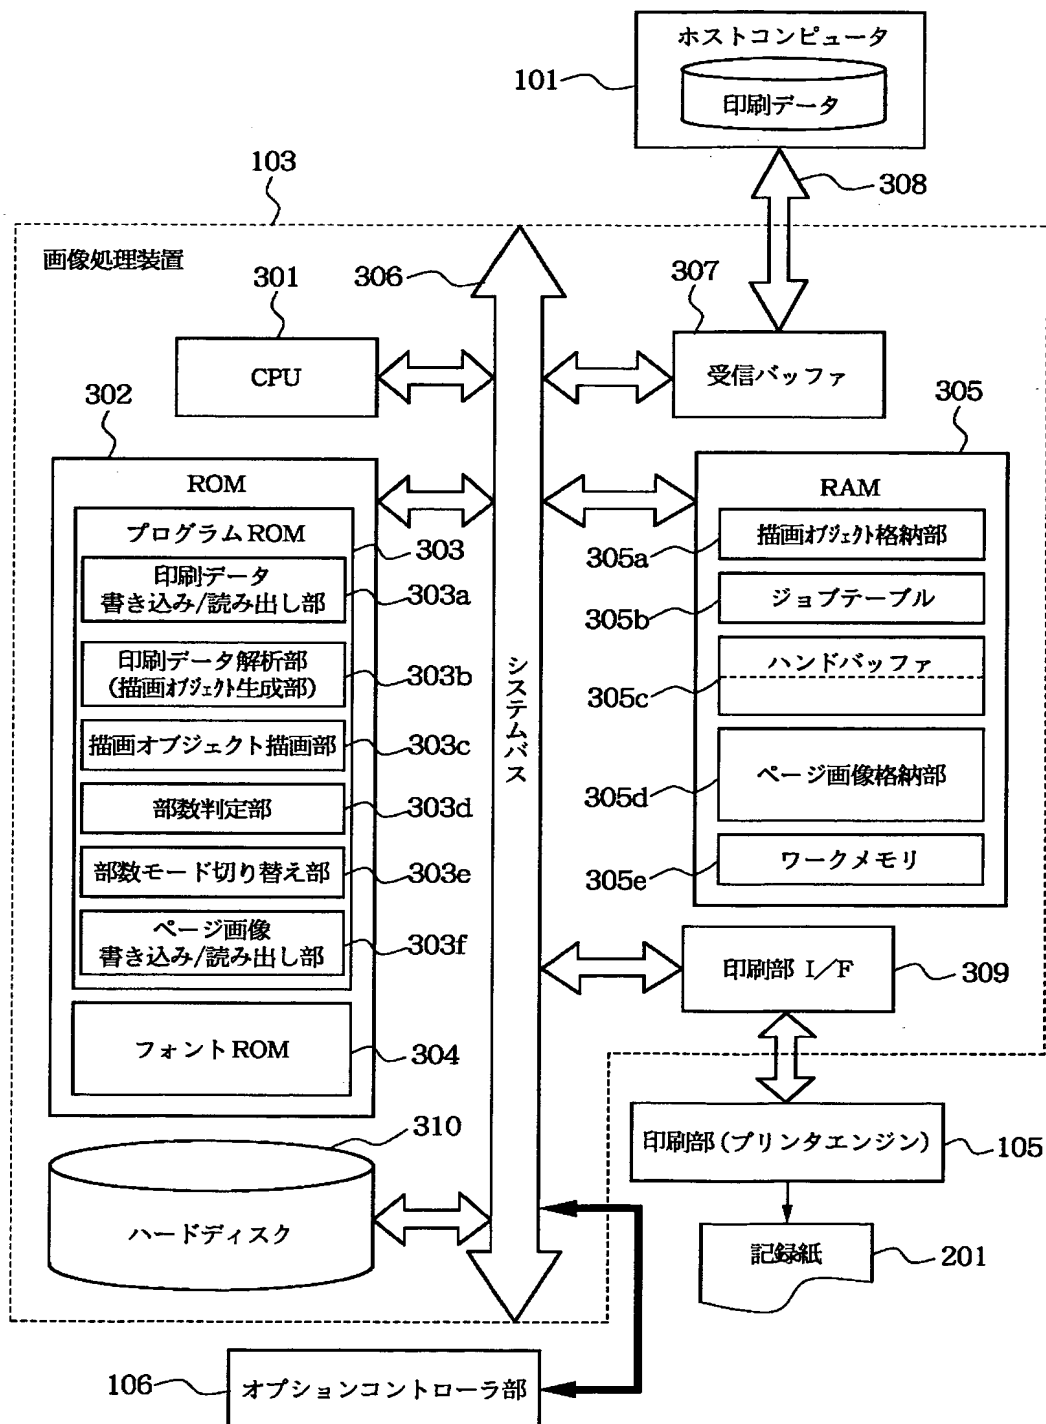 ホストコンピュータ
101
印刷データ
103
308
画像処理装置
306
301
307
CPU
受信バッファ
302
305
ROM
RAM
プログラムROM
303
描画オブジェクト格納部
305a
印刷データ
書き込み/読み出し部
303a
ジョブテーブル
305b
印刷データ解析部
(描画オブジェクト生成部)
303b
ハンドバッファ
305c
システムバス
描画オブジェクト描画部
303c
ページ画像格納部
305d
部数判定部
303d
部数モード切り替え部
303e
ワークメモリ
305e
ページ画像
書き込み/読み出し部
303f
印刷部 I/F
309
フォントROM
304
310
印刷部(プリンタエンジン)
105
ハードディスク
記録紙
201
106
オプションコントローラ部